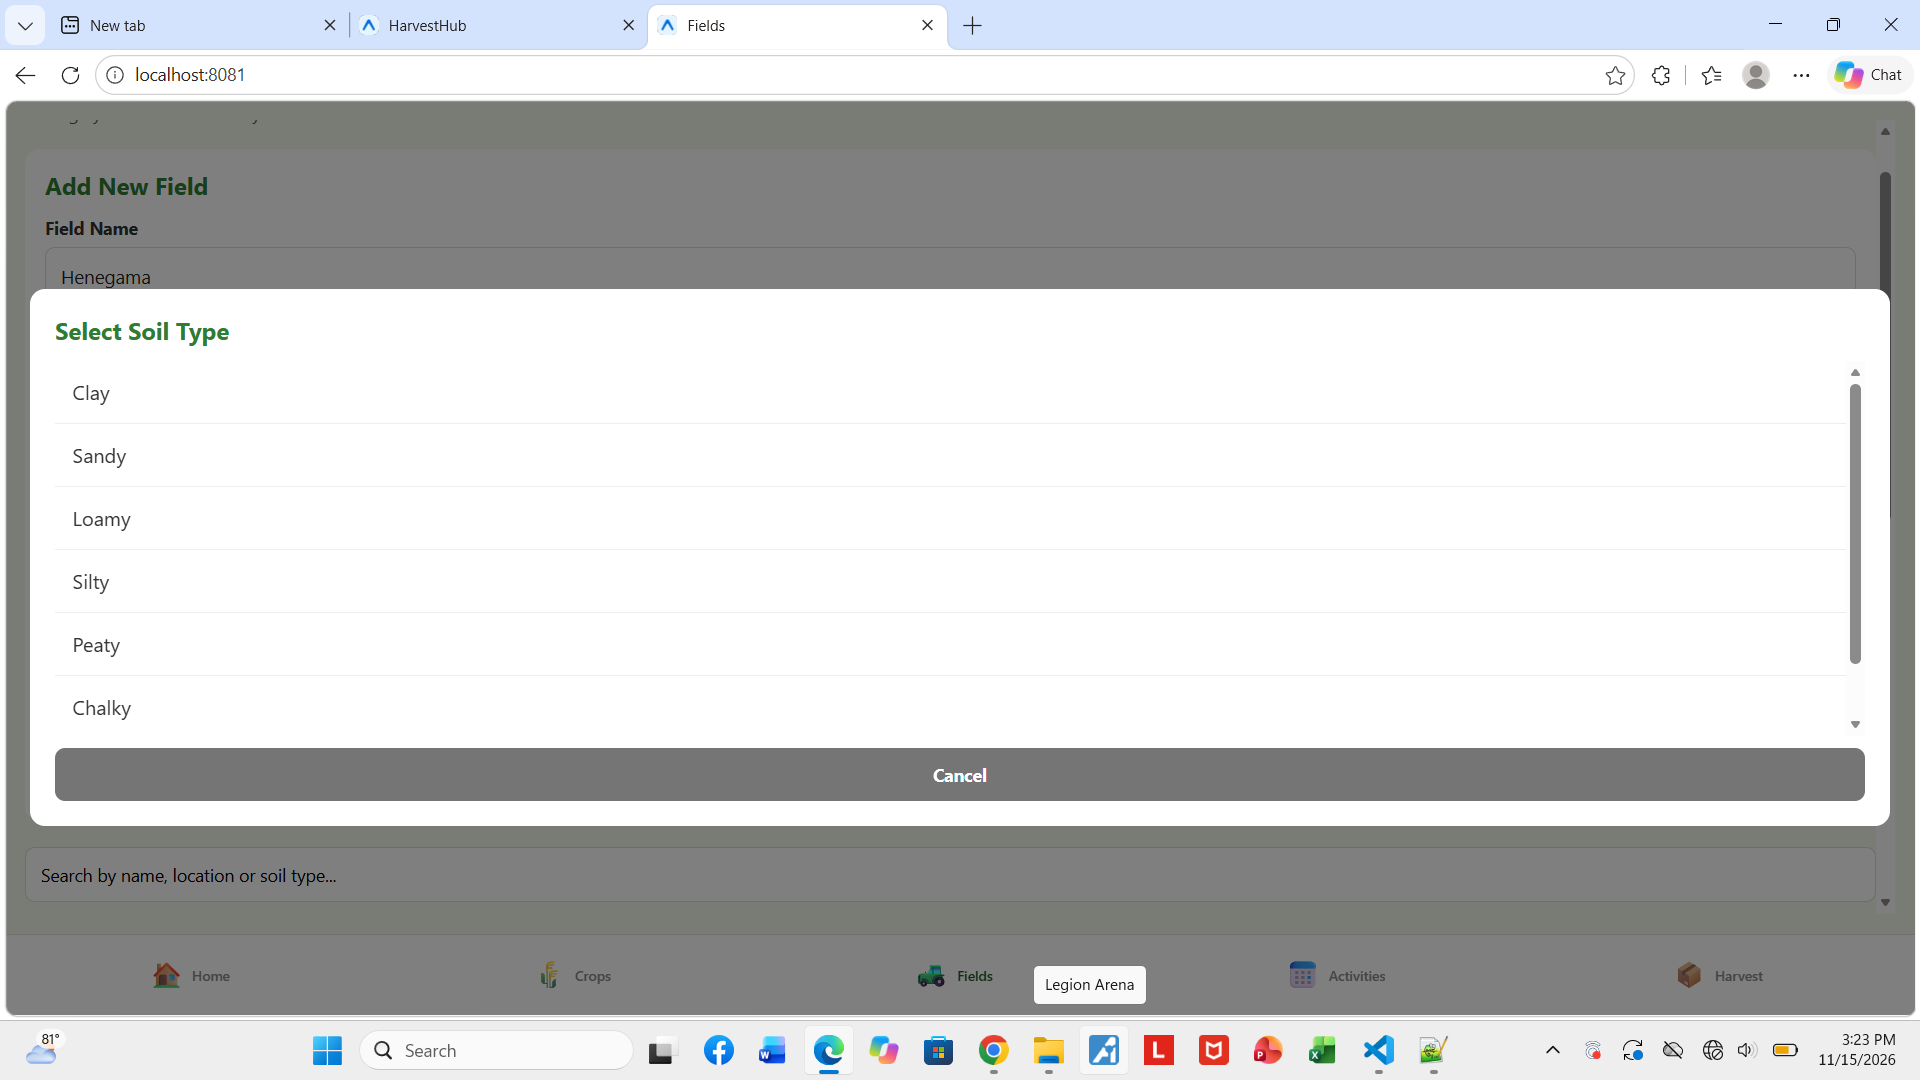 New tab
HarvestHub
Fields
localhost:8081
Chat
Add New Field
Field Name
Henegama
Select Soil Type
Clay
Sandy
Loamy
Silty
Peaty
Chalky
Cancel
Search by name, location or soil type...
Home
Crops
Fields
Activities
Harvest
Legion Arena
81°
Search
3:23 PM
11/15/2026